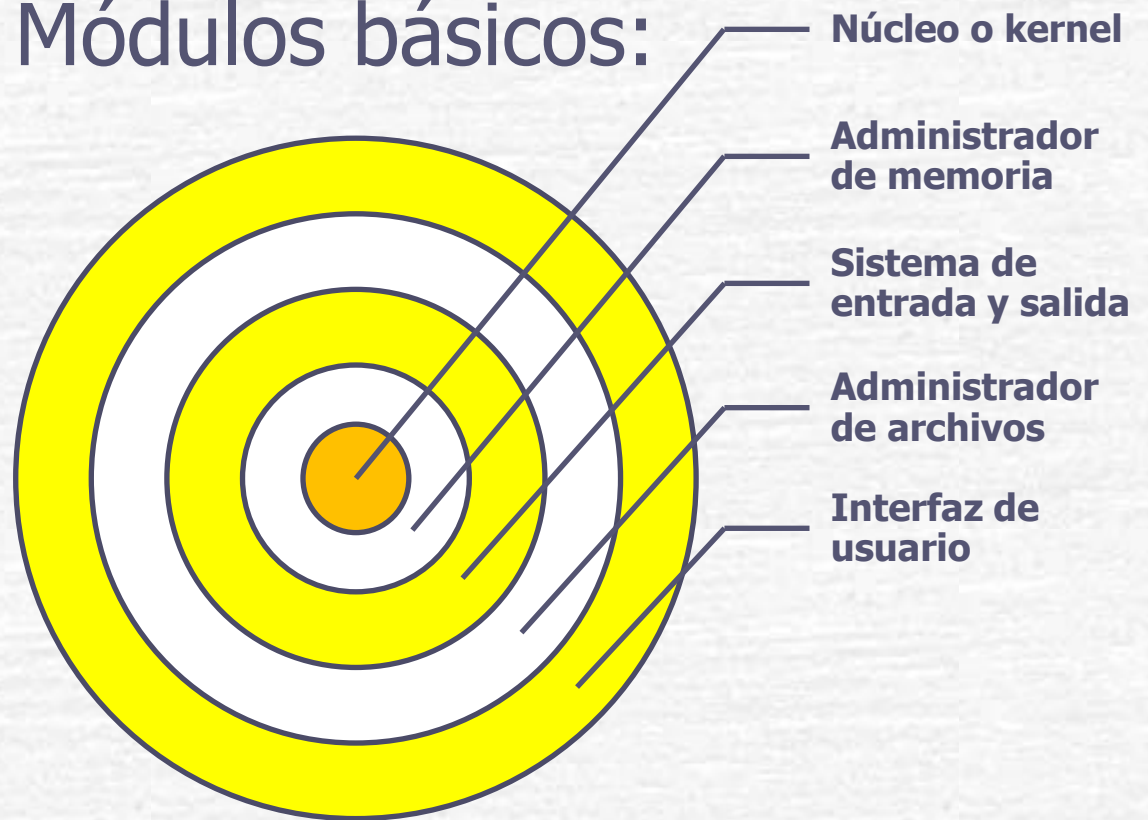 Módulos básicos:
Núcleo o kernel
Administrador
de memoria
Sistema de
entrada y salida
Administrador
de archivos
Interfaz de
usuario